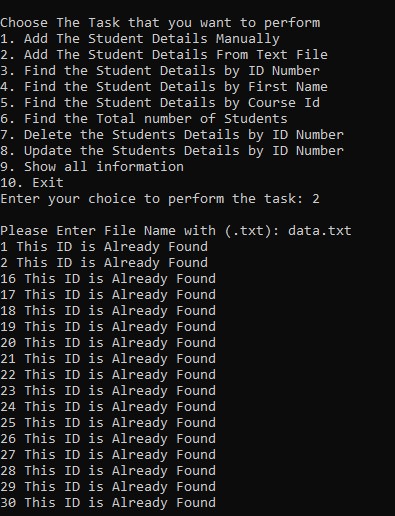 Choose The Task that you want to perform
1. Add The Student Details Manually
2. Add The Student Details From Text File
3. Find the Student Details by ID Number
4. Find the Student Details by First Name
5. Find the Student Details by Course Id
6. Find the Total number of Students
7. Delete the Students Details by ID Number
8. Update the Students Details by ID Number
9. Show all information
10. Exit
Enter your choice to perform the task: 2
Please Enter File Name with (.txt): data.txt
1 This ID is Already Found
2 This ID is Already Found
16 This ID is Already Found
17 This ID is Already Found
18 This ID is Already Found
19 This ID is Already Found
20 This ID is Already Found
21 This ID is Already Found
22 This ID is Already Found
23 This ID is Already Found
24 This ID is Already Found
25 This ID is Already Found
26 This ID is Already Found
27 This ID is Already Found
28 This ID is Already Found
29 This ID is Already Found
30 This ID is Already Found